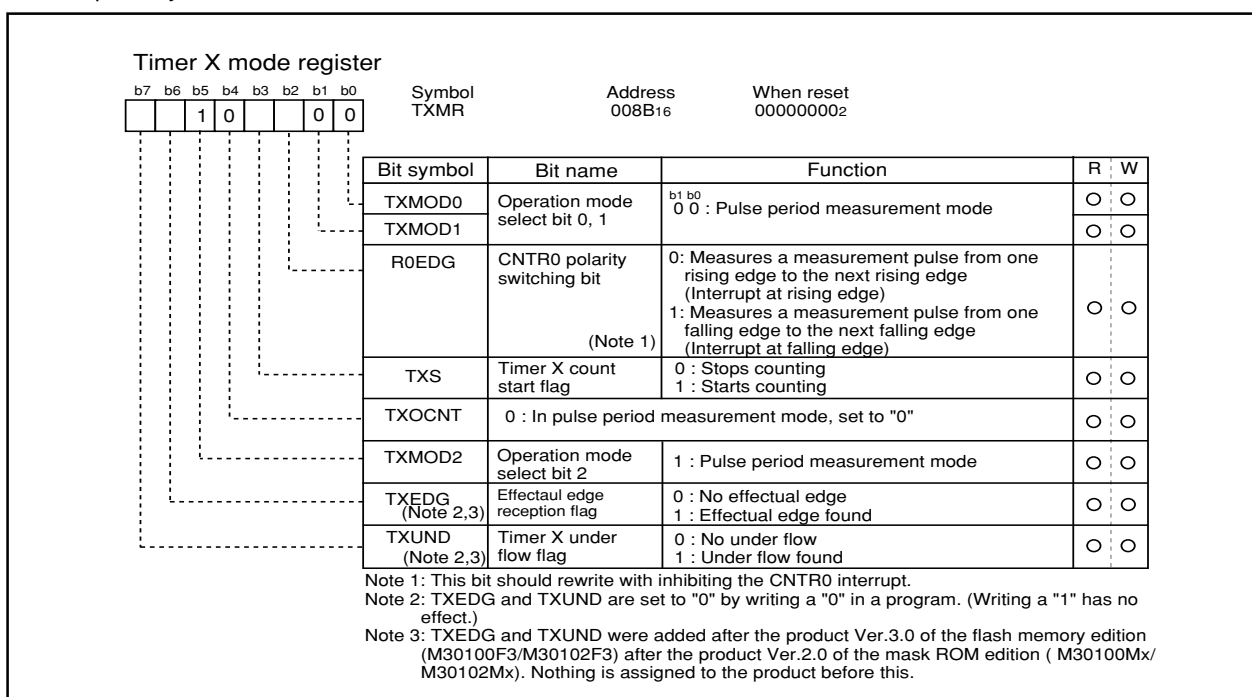 Timer X mode register
b7 b6 b5 b4 b3 b2 b1 b0
1 0 0 0
Symbol Address When reset
TXMR 008B16 000000002
Bit symbol Bit name Function R W
TXMOD0 Operation mode select bit 0, 1 b1 b0
0 0 : Pulse period measurement mode
TXMOD1
R0EDG CNTR0 polarity switching bit (Note 1)
0: Measures a measurement pulse from one
rising edge to the next rising edge
(Interrupt at rising edge)
1: Measures a measurement pulse from one
falling edge to the next falling edge
(Interrupt at falling edge)
TXS Timer X count start flag
0 : Stops counting
1 : Starts counting
TXOCNT 0 : In pulse period measurement mode, set to "0"
TXMOD2 Operation mode select bit 2
1 : Pulse period measurement mode
TXEDG (Note 2,3) Effectaul edge reception flag
0 : No effectual edge
1 : Effectual edge found
TXUND (Note 2,3) Timer X under flow flag
0 : No under flow
1 : Under flow found
Note 1: This bit should rewrite with inhibiting the CNTR0 interrupt.
Note 2: TXEDG and TXUND are set to "0" by writing a "0" in a program. (Writing a "1" has no
effect.)
Note 3: TXEDG and TXUND were added after the product Ver.3.0 of the flash memory edition
(M30100F3/M30102F3) after the product Ver.2.0 of the mask ROM edition ( M30100Mx/
M30102Mx). Nothing is assigned to the product before this.